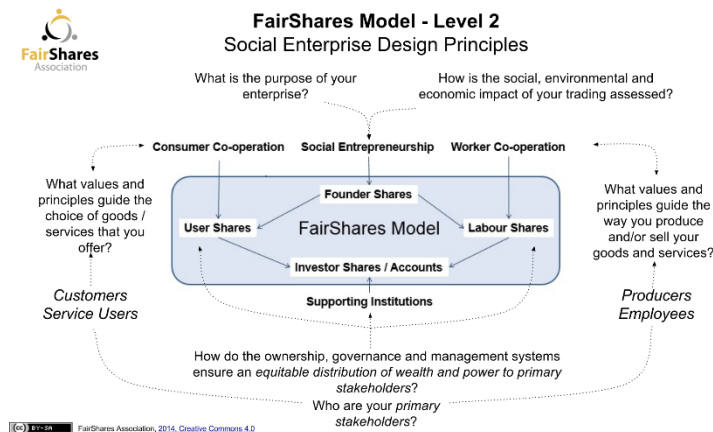 FairShares Model - Level 2
Social Enterprise Design Principles
FairShares
Association
What is the purpose of your
enterprise?
How is the social, environmental and
economic impact of your trading assessed?
Consumer Co-operation
Social Entrepreneurship
Worker Co-operation
What values and
principles guide the
choice of goods /
services that you
offer?
Founder Shares
User Shares
FairShares Model
Labour Shares
Investor Shares / Accounts
What values and
principles guide the
way you produce
and/or sell your
goods and services?
Customers
Service Users
Supporting Institutions
Producers
Employees
How do the ownership, governance and management systems
ensure an equitable distribution of wealth and power to primary
stakeholders?
Who are your primary
stakeholders?
(cc) BY-SA
FairShares Association, 2014, Creative Commons 4.0